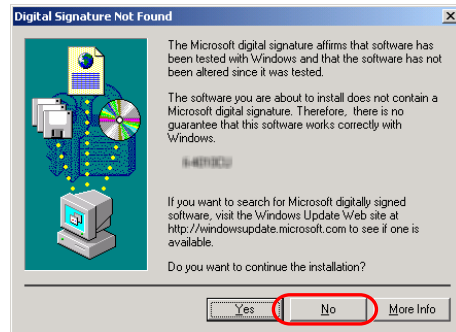 Digital Signature Not Found
The Microsoft digital signature affirms that software has
been tested with Windows and that the software has not
been altered since it was tested.
The software you are about to install does not contain a
Microsoft digital signature. Therefore, there is no
guarantee that this software works correctly with
Windows.
If you want to search for Microsoft digitally signed
software, visit the Windows Update Web site at
http://windowsupdate.microsoft.com to see if one is
available.
Do you want to continue the installation?
Yes No More Info